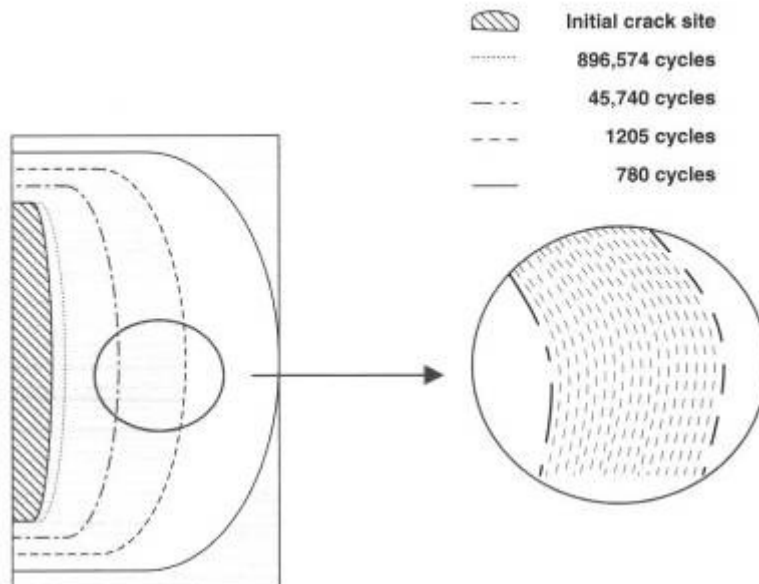 Initial crack site
896,574 cycles
45,740 cycles
1205 cycles
780 cycles